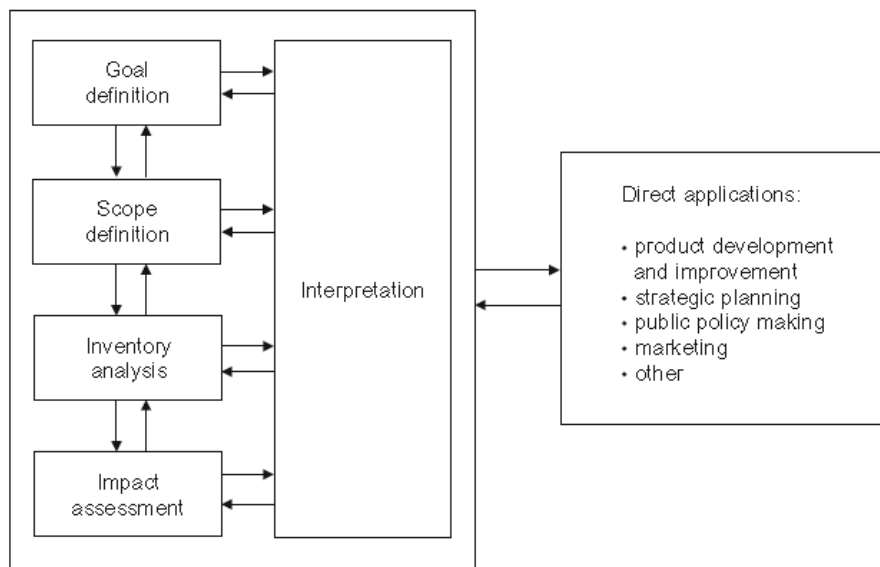 Goal
definition
Scope
definition
Inventory
analysis
Impact
assessment
Interpretation
Direct applications:
• product development
and improvement
• strategic planning
• public policy making
• marketing
• other